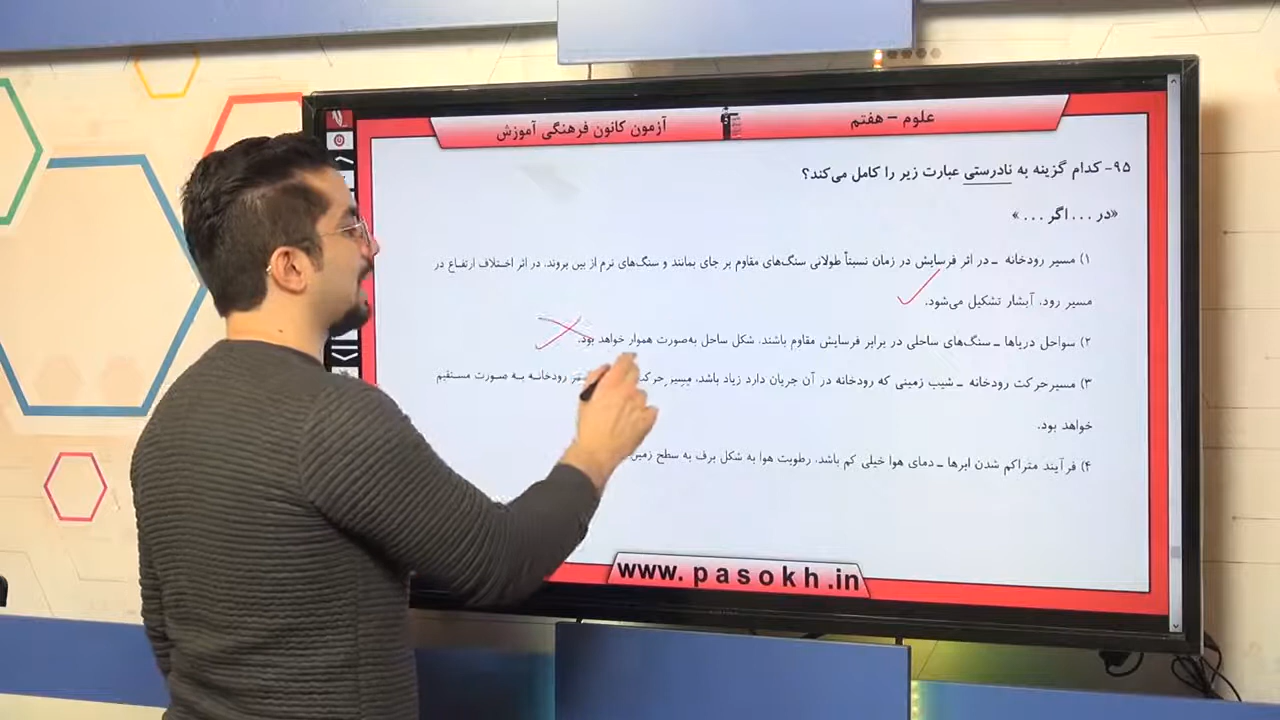 علوم – هفتم
آزمون کانون فرهنگی آموزش
۹۵- کدام گزینه به نادرستی عبارت زیر را کامل می‌کند؟
«در ... اگر ... »
۱) مسیر رودخانه ـ در اثر فرسایش در زمان نسبتاً طولانی سنگ‌های مقاوم بر جای بمانند و سنگ‌های نرم از بین بروند، در اثر اختلاف ارتفاع در
مسیر رود، آبشار تشکیل می‌شود.
۲) سواحل دریاها ـ سنگ‌های ساحلی در برابر فرسایش مقاوم باشند، شکل ساحل به‌صورت هموار خواهد بود.
۳) مسیرحرکت رودخانه ـ شیب زمینی که رودخانه در آن جریان دارد زیاد باشد، مسیر رودخانـه بـه صـورت مسـتقیم
خواهد بود.
۴) فرآیند متراکم شدن ابرها ـ دمای هوا خیلی کم باشد، رطوبت هوا به شکل برف به سطح زمین
www.pasokh.in